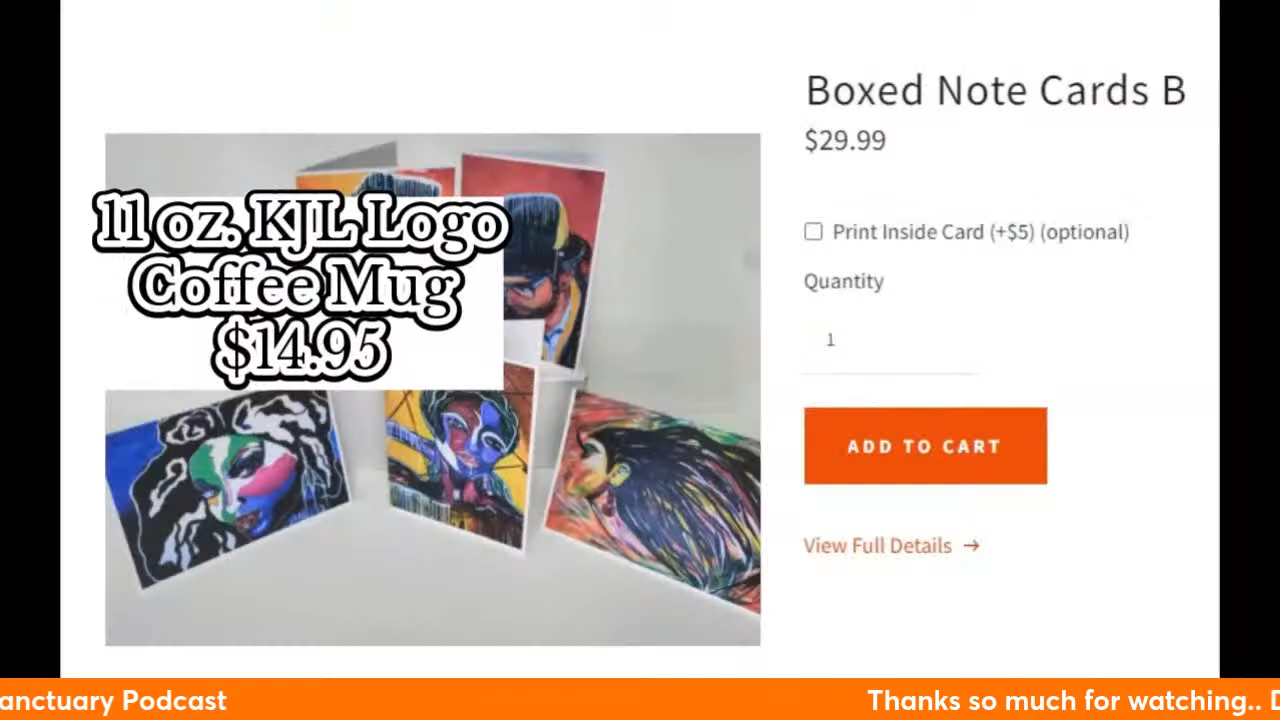 Boxed Note Cards B
$29.99
11 oz. KJL Logo
Coffee Mug
$14.95
Print Inside Card (+$5) (optional)
Quantity
1
ADD TO CART
View Full Details →
anctuary Podcast
Thanks so much for watching.. D